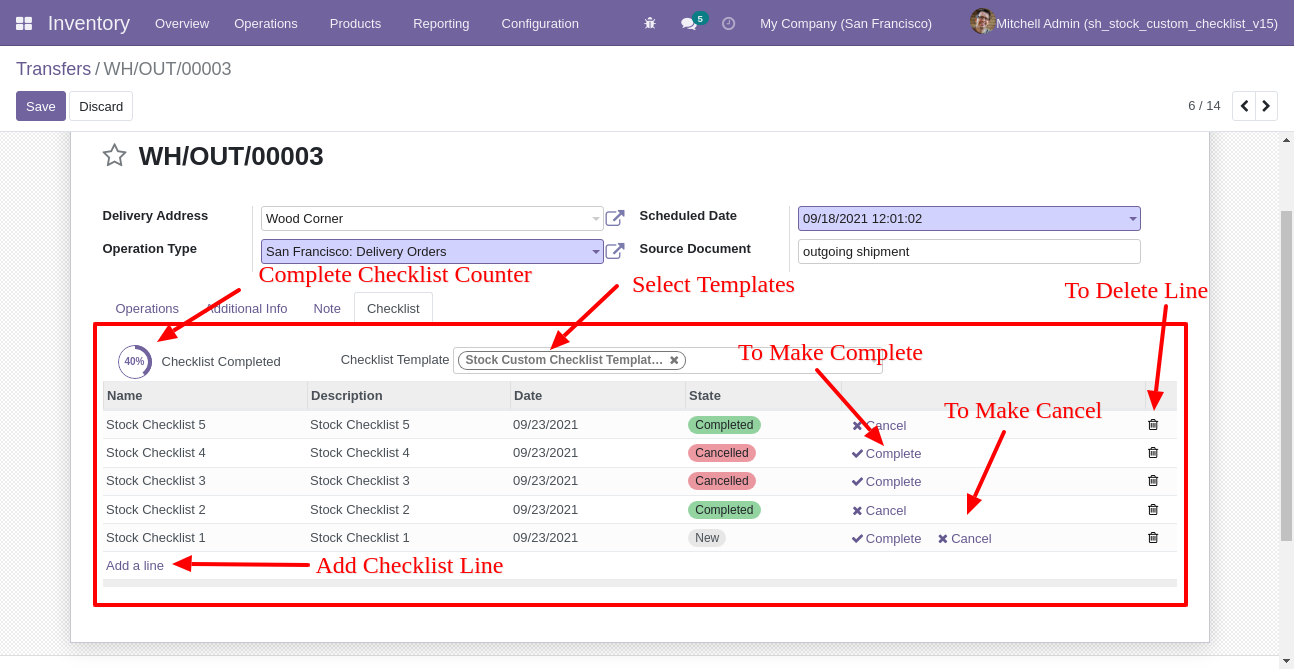 Inventory Overview Operations Products Reporting Configuration 5 My Company (San Francisco) Mitchell Admin (sh_stock_custom_checklist_v15)
Transfers / WH/OUT/00003
Save Discard 6 / 14
WH/OUT/00003
Delivery Address Wood Corner Scheduled Date 09/18/2021 12:01:02
Operation Type San Francisco: Delivery Orders Source Document outgoing shipment
Complete Checklist Counter Select Templates To Delete Line
Operations Additional Info Note Checklist
40% Checklist Completed Checklist Template Stock Custom Checklist Templat... To Make Complete
Name Description Date State
To Make Cancel
Stock Checklist 5 Stock Checklist 5 09/23/2021 Completed Cancel
Stock Checklist 4 Stock Checklist 4 09/23/2021 Cancelled Complete
Stock Checklist 3 Stock Checklist 3 09/23/2021 Cancelled Complete
Stock Checklist 2 Stock Checklist 2 09/23/2021 Completed Cancel
Stock Checklist 1 Stock Checklist 1 09/23/2021 New Complete Cancel
Add a line Add Checklist Line